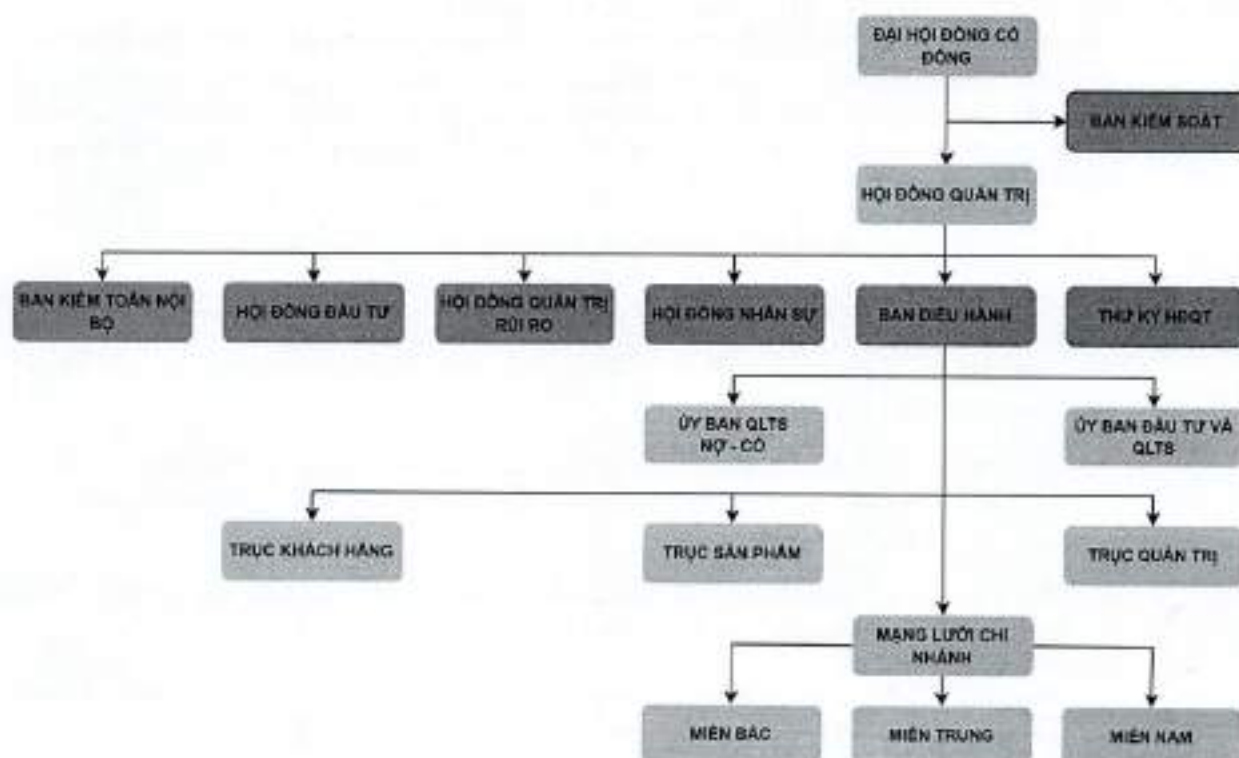 ĐẠI HỘI ĐỒNG CỔ
ĐÔNG
BAN KIỂM SOÁT
HỘI ĐỒNG QUẢN TRỊ
BAN KIỂM TOÁN NỘI
BỘ
HỘI ĐỒNG ĐẦU TƯ
HỘI ĐỒNG QUẢN TRỊ
RỦI RO
HỘI ĐỒNG NHÂN SỰ
BAN ĐIỀU HÀNH
THƯ KÝ HĐQT
ỦY BAN QLTS
NỢ - CÓ
ỦY BAN ĐẦU TƯ VÀ
QLTS
TRỤC KHÁCH HÀNG
TRỤC SẢN PHẨM
TRỤC QUẢN TRỊ
MẠNG LƯỚI CHI
NHÁNH
MIỀN BẮC
MIỀN TRUNG
MIỀN NAM